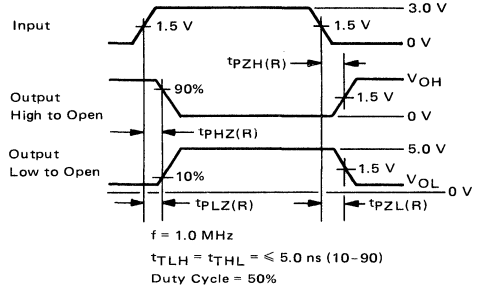 3.0 V
Input
1.5 V
1.5 V
0 V
tPZH(R)
VOH
90%
Output
High to Open
1.5 V
0 V
tPHZ(R)
Output
Low to Open
5.0 V
10%
1.5 V
VOL
0 V
tPLZ(R)
tPZL(R)
f = 1.0 MHz
tTLH = tTHL = ≤ 5.0 ns (10-90)
Duty Cycle = 50%